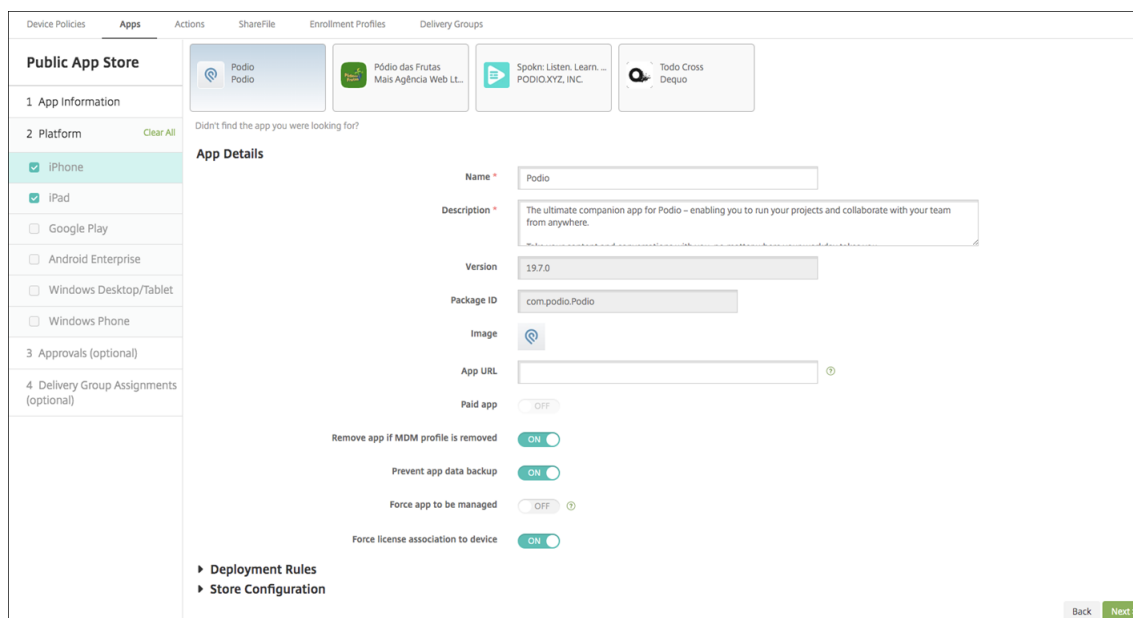 Device Policies
Apps
Actions
ShareFile
Enrollment Profiles
Delivery Groups
Public App Store
1 App Information
2 Platform
Clear All
iPhone
iPad
Google Play
Android Enterprise
Windows Desktop/Tablet
Windows Phone
3 Approvals (optional)
4 Delivery Group Assignments
(optional)
Podio
Podio
Pódio das Frutas
Mais Agência Web Lt...
Spokn: Listen. Learn. ...
PODIO.XYZ, INC.
Todo Cross
Dequo
Didn't find the app you were looking for?
App Details
Name *
Podio
Description *
The ultimate companion app for Podio – enabling you to run your projects and collaborate with your team
from anywhere.
Version
19.7.0
Package ID
com.podio.Podio
Image
App URL
Paid app
OFF
Remove app if MDM profile is removed
ON
Prevent app data backup
ON
Force app to be managed
OFF
Force license association to device
ON
Deployment Rules
Store Configuration
Back
Next